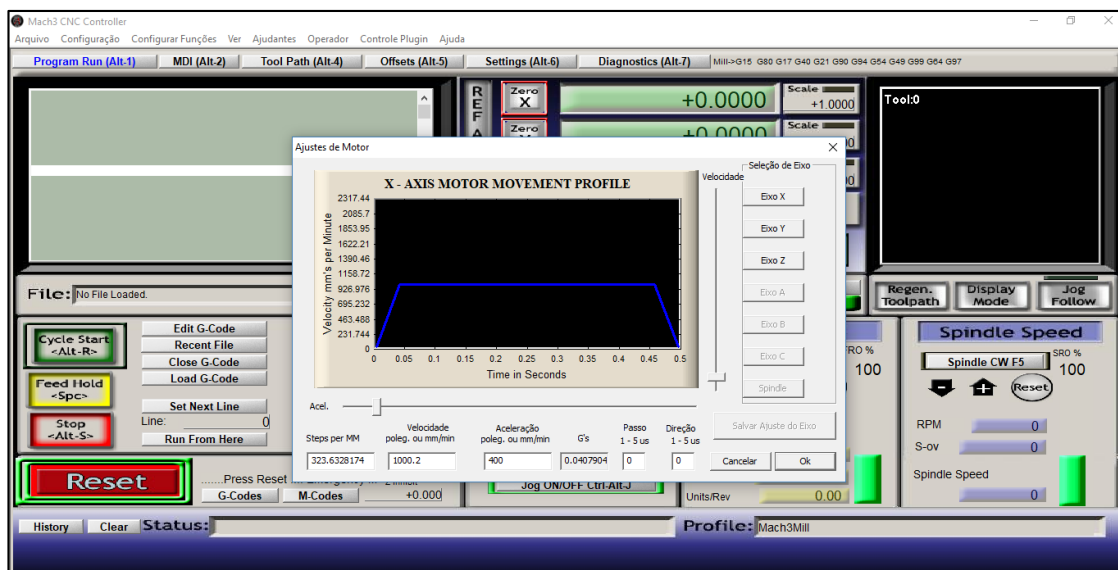 Mach3 CNC Controller
Arquivo Configuração Configurar Funções Ver Ajudantes Operador Controle Plugin Ajuda
Program Run (Alt-1) MDI (Alt-2) Tool Path (Alt-4) Offsets (Alt-5) Settings (Alt-6) Diagnostics (Alt-7) Mill->G15 G80 G17 G40 G21 G90 G94 G54 G49 G99 G64 G97
R
E
F
Zero
X
+0.0000
Scale
+1.0000
Tool:0
Zero
+0.0000
Scale
Ajustes de Motor
Seleção de Eixo
Velocidade
X - AXIS MOTOR MOVEMENT PROFILE
Velocity mm's per Minute
2317.44
2085.7
1853.95
1622.21
1390.46
1158.72
926.976
695.232
463.488
231.744
0
0 0.05 0.1 0.15 0.2 0.25 0.3 0.35 0.4 0.45 0.5
Time in Seconds
Eixo X
Eixo Y
Eixo Z
Eixo A
Eixo B
Eixo C
Spindle
Acel.
Steps per MM
Velocidade
poleg. ou mm/min
Aceleração
poleg. ou mm/min
G's
Passo
1 - 5 us
Direção
1 - 5 us
323.6328174 1000.2 400 0.0407904 0 0
Salvar Ajuste do Eixo
Cancelar Ok
File: No File Loaded.
Regen.
Toolpath
Display
Mode
Jog
Follow
Cycle Start
<Alt-R>
Feed Hold
<Spc>
Stop
<Alt-S>
Edit G-Code
Recent File
Close G-Code
Load G-Code
Set Next Line
Line: 0
Run From Here
RO %
100
Spindle Speed
Spindle CW F5
SRO %
100
Reset
RPM 0
S-ov 0
Spindle Speed
0
Reset
.......Press Reset
G-Codes M-Codes
+0.000
Jog ON/OFF Ctrl-Alt-J
Units/Rev 0.00
History Clear Status:
Profile: Mach3Mill